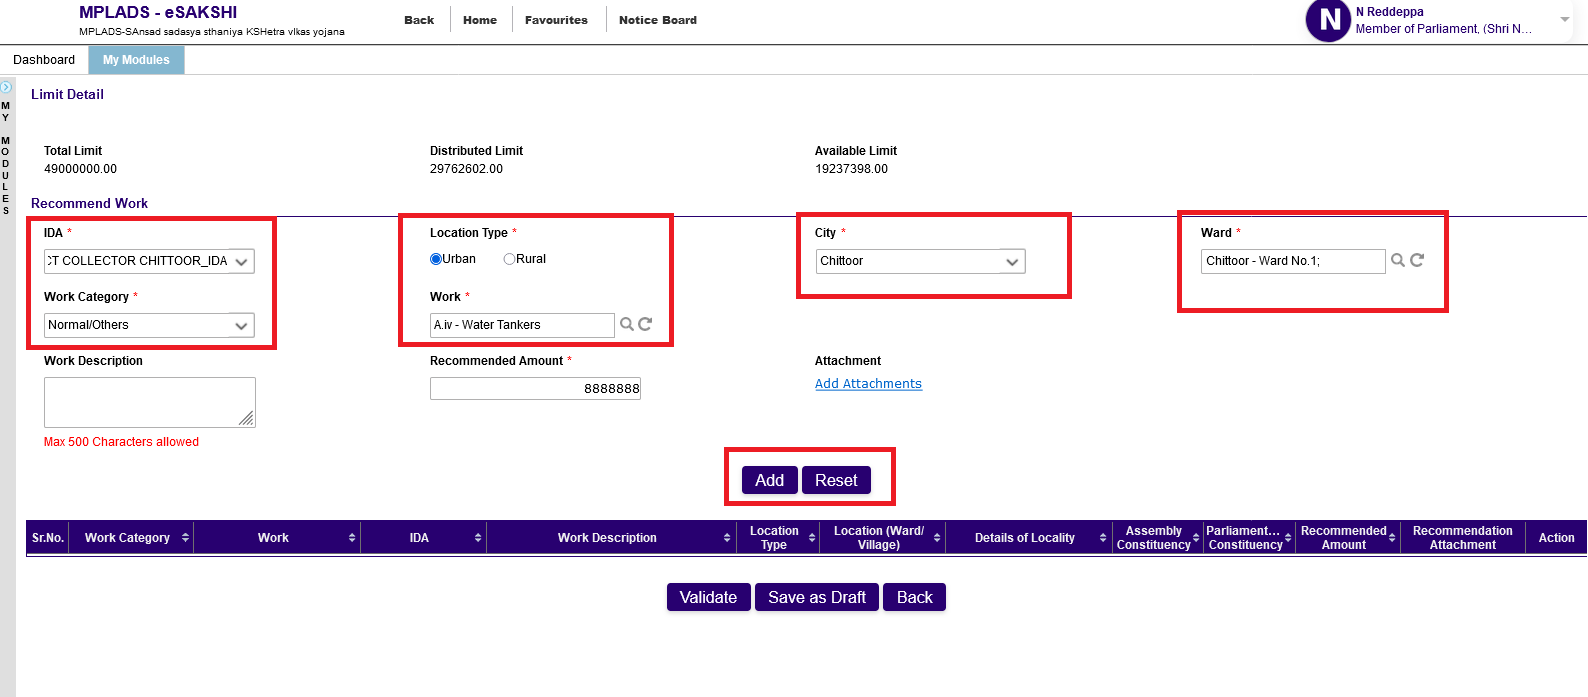 MPLADS - eSAKSHI
MPLADS-SAnsad sadasya sthaniya KSHetra vIkas yojana
Back
Home
Favourites
Notice Board
N
N Reddeppa
Member of Parliament, (Shri N...
Dashboard
My Modules
MY MODULES
Limit Detail
Total Limit
49000000.00
Distributed Limit
29762602.00
Available Limit
19237398.00
Recommend Work
IDA *
CT COLLECTOR CHITTOOR_IDA
Location Type *
Urban
Rural
City *
Chittoor
Ward *
Chittoor - Ward No.1;
Work Category *
Normal/Others
Work *
A.iv - Water Tankers
Work Description
Max 500 Characters allowed
Recommended Amount *
8888888
Attachment
Add Attachments
Add
Reset
Sr.No.
Work Category
Work
IDA
Work Description
Location
Type
Location (Ward/
Village)
Details of Locality
Assembly
Constituency
Parliament...
Constituency
Recommended
Amount
Recommendation
Attachment
Action
Validate
Save as Draft
Back